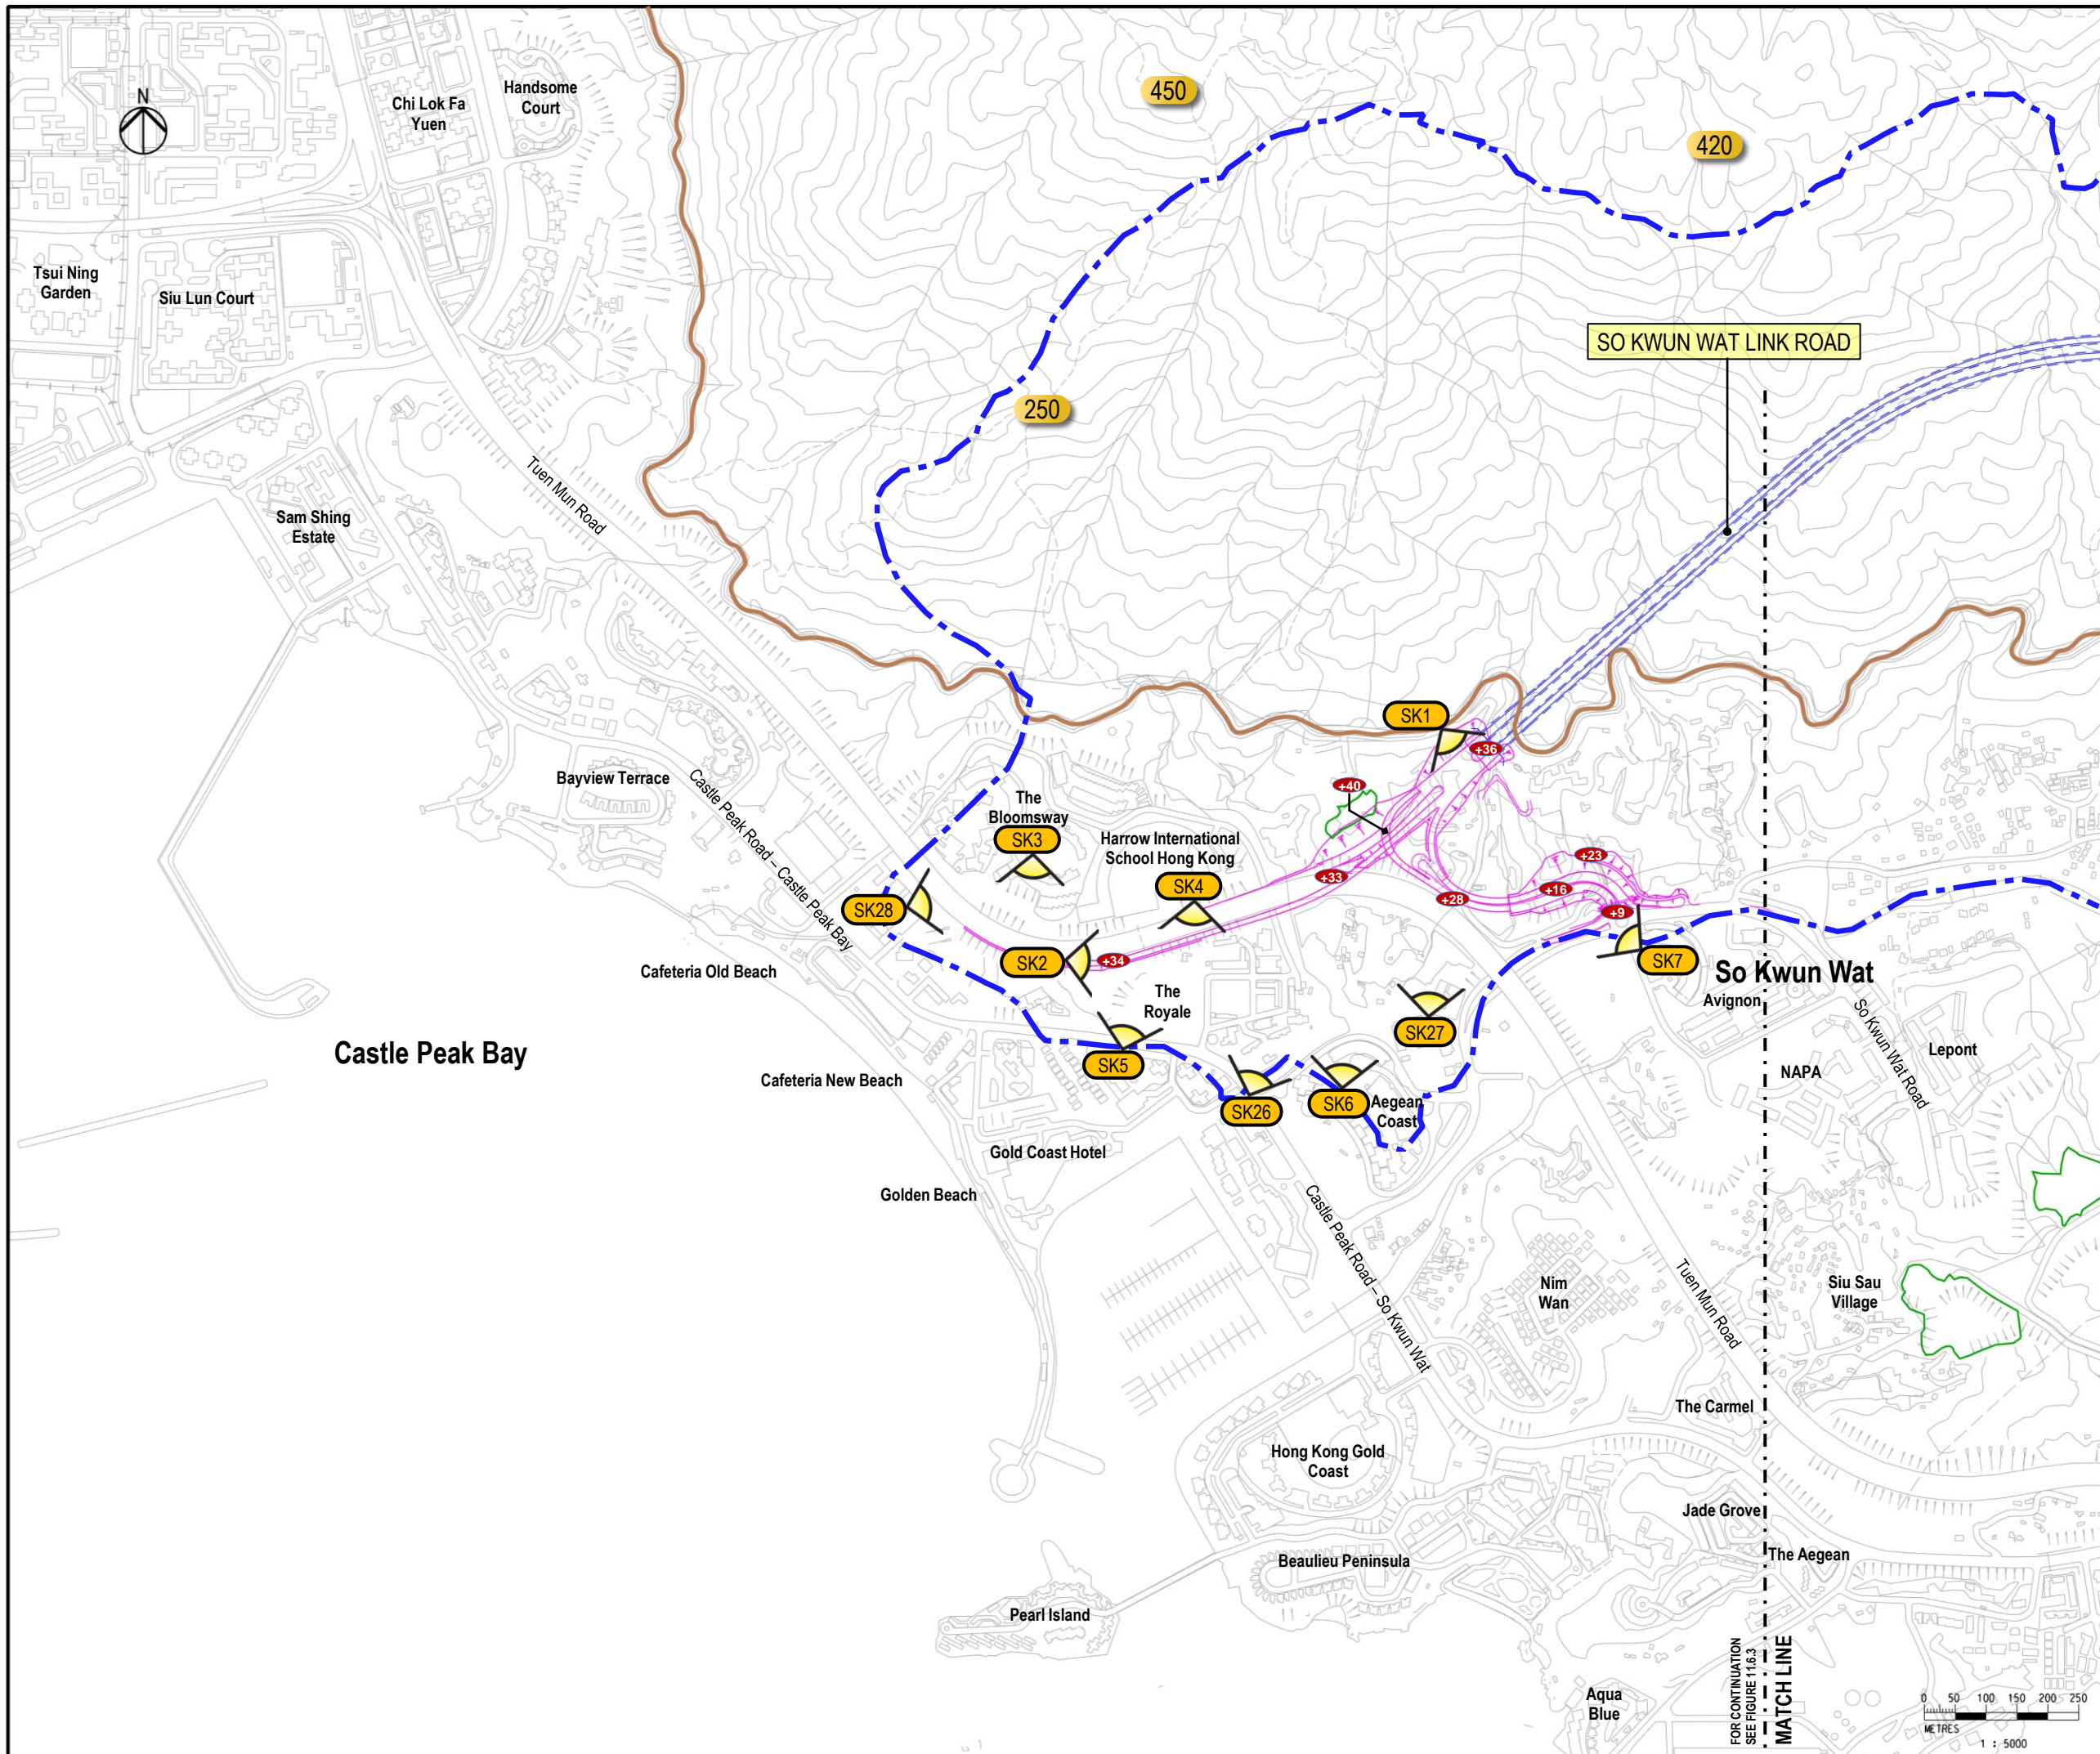 N
Handsome
Court
Chi Lok Fa
Yuen
450
420
Tsui Ning
Garden
Siu Lun Court
SO KWUN WAT LINK ROAD
250
Tuen Mun Road
Sam Shing
Estate
SK1
+36
Bayview Terrace
Castle Peak Road – Castle Peak Bay
+40
The
Bloomsway
SK3
Harrow International
School Hong Kong
SK4
+33
+23
+16
+28
+9
SK28
SK2
+34
SK7
So Kwun Wat
Cafeteria Old Beach
The
Royale
Avignon
So Kwun Wat Road
SK27
Castle Peak Bay
SK5
Lepont
Cafeteria New Beach
NAPA
SK26
SK6
Aegean
Coast
Gold Coast Hotel
Golden Beach
Castle Peak Road – So Kwun Wat
Tuen Mun Road
Nim
Wan
Siu Sau
Village
The Carmel
Hong Kong Gold
Coast
Jade Grove
The Aegean
Beaulieu Peninsula
Pearl Island
Aqua
Blue
FOR CONTINUATION
SEE FIGURE 11.6.3
MATCH LINE
0 50 100 150 200 250
METRES
1 : 5000